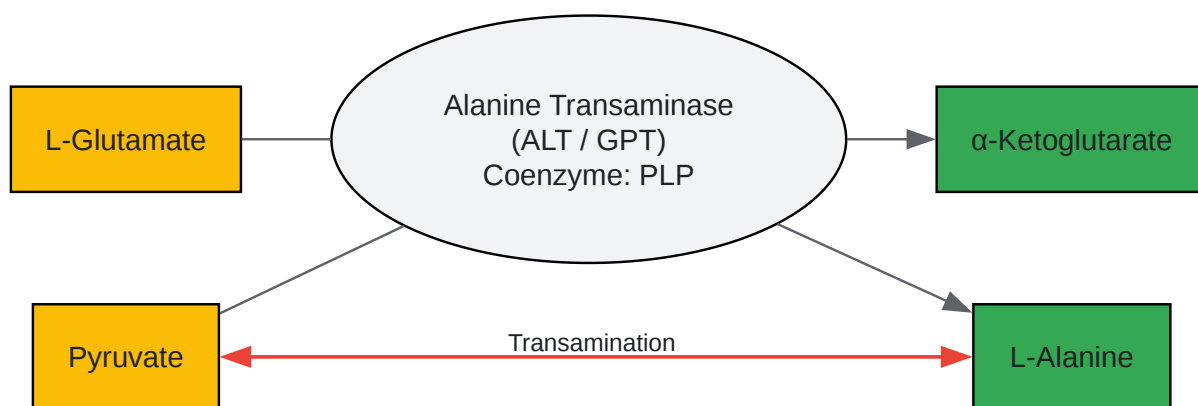 Alanine Transaminase
(ALT / GPT)
Coenzyme: PLP
L-Glutamate
α-Ketoglutarate
Pyruvate
Transamination
L-Alanine